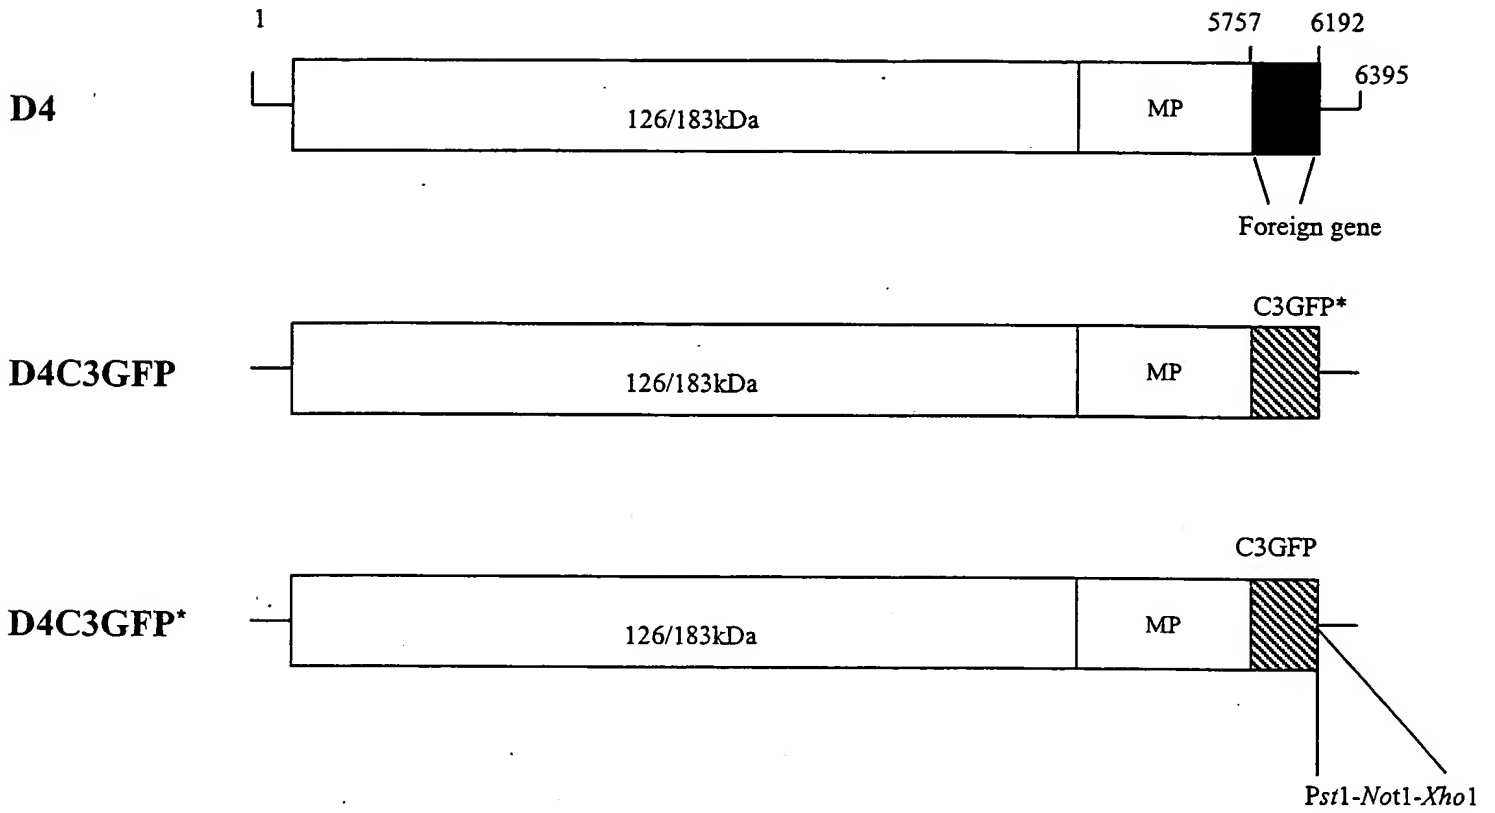 1
5757
6192
6395
D4
126/183kDa
MP
Foreign gene
C3GFP*
D4C3GFP
126/183kDa
MP
C3GFP
D4C3GFP*
126/183kDa
MP
Pst1-Not1-Xho1